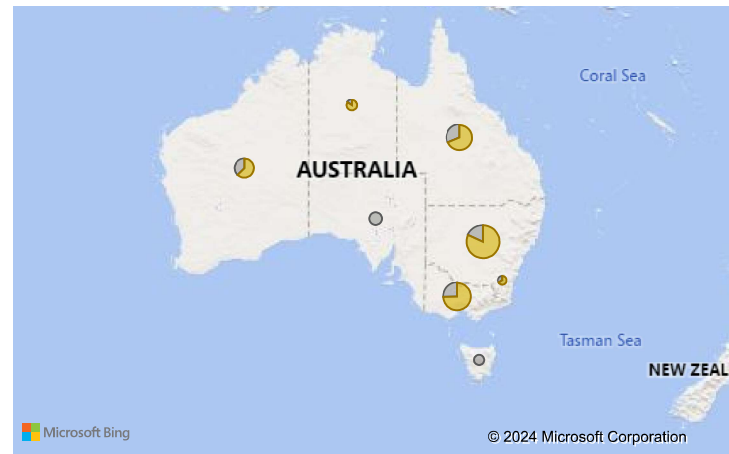 Coral Sea
AUSTRALIA
Tasman Sea
NEW ZEAL
Microsoft Bing
© 2024 Microsoft Corporation